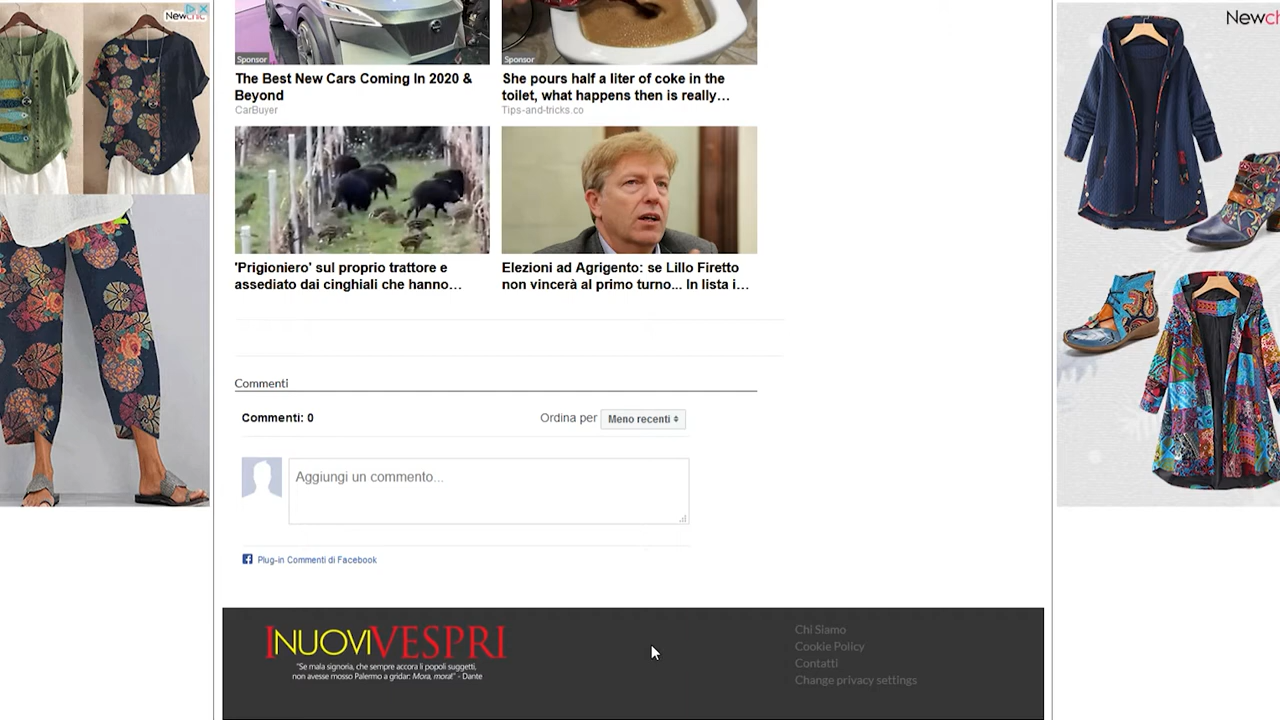 Newchic
Newch
Sponsor
Sponsor
The Best New Cars Coming In 2020 &
Beyond
CarBuyer
She pours half a liter of coke in the
toilet, what happens then is really…
Tips-and-tricks.co
'Prigioniero' sul proprio trattore e
assediato dai cinghiali che hanno…
Elezioni ad Agrigento: se Lillo Firetto
non vincerà al primo turno... In lista i…
Commenti
Commenti: 0
Ordina per Meno recenti
Aggiungi un commento...
Plug-in Commenti di Facebook
INUOVIVESPRI
"Se mala signoria, che sempre accora li popoli suggetti,
non avesse mosso Palermo a gridar: Mora, mora!" - Dante
Chi Siamo
Cookie Policy
Contatti
Change privacy settings